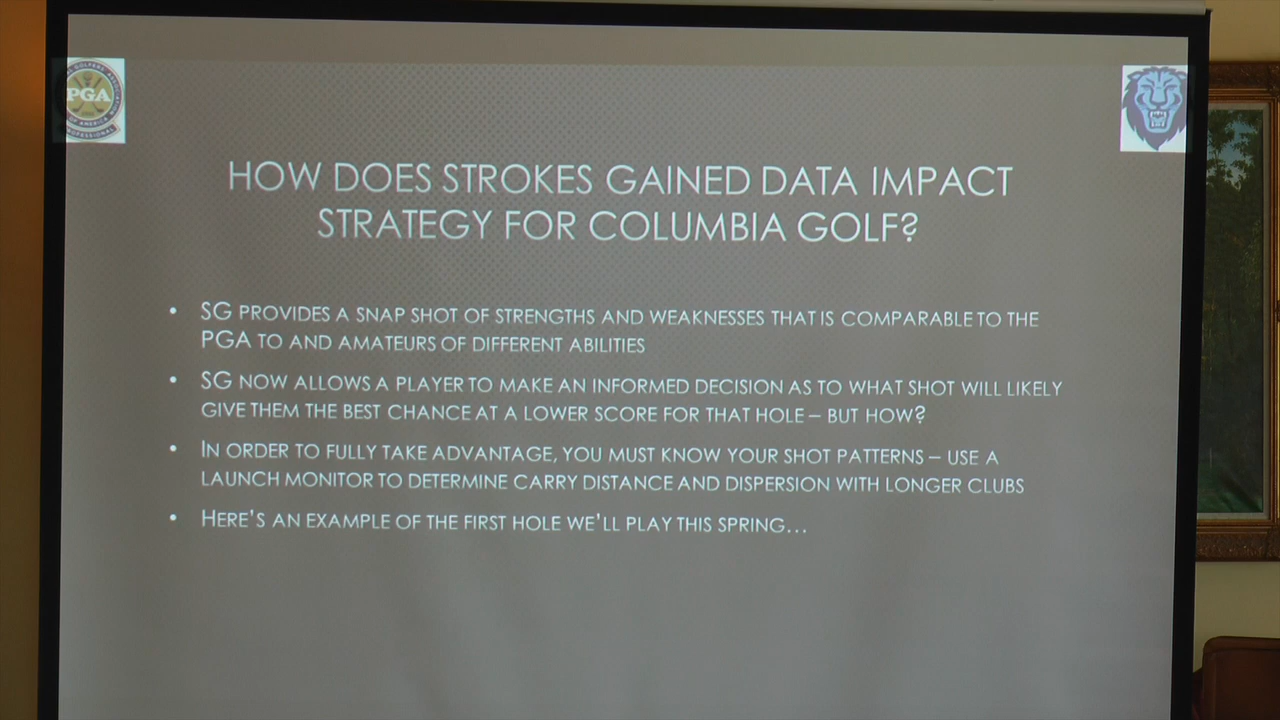 PGA
HOW DOES STROKES GAINED DATA IMPACT
STRATEGY FOR COLUMBIA GOLF?
• SG PROVIDES A SNAP SHOT OF STRENGTHS AND WEAKNESSES THAT IS COMPARABLE TO THE
PGA TO AND AMATEURS OF DIFFERENT ABILITIES
• SG NOW ALLOWS A PLAYER TO MAKE AN INFORMED DECISION AS TO WHAT SHOT WILL LIKELY
GIVE THEM THE BEST CHANCE AT A LOWER SCORE FOR THAT HOLE – BUT HOW?
• IN ORDER TO FULLY TAKE ADVANTAGE, YOU MUST KNOW YOUR SHOT PATTERNS – USE A
LAUNCH MONITOR TO DETERMINE CARRY DISTANCE AND DISPERSION WITH LONGER CLUBS
• HERE'S AN EXAMPLE OF THE FIRST HOLE WE'LL PLAY THIS SPRING…